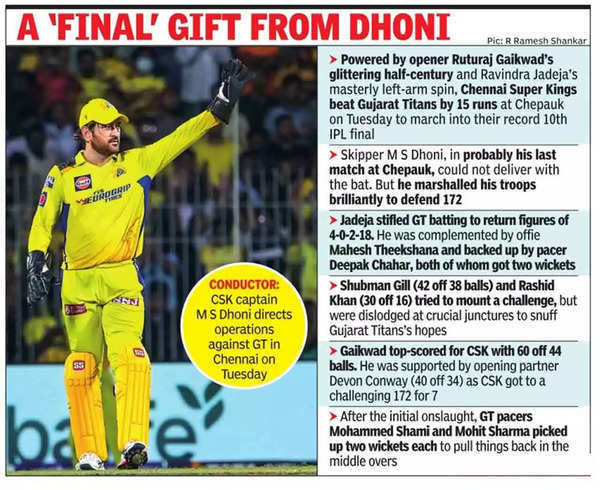 A ‘FINAL’ GIFT FROM DHONI
Pic: R Ramesh Shankar
➤ Powered by opener Ruturaj Gaikwad’s
glittering half-century and Ravindra Jadeja’s
masterly left-arm spin, Chennai Super Kings
beat Gujarat Titans by 15 runs at Chepauk
on Tuesday to march into their record 10th
IPL final
➤ Skipper M S Dhoni, in probably his last
match at Chepauk, could not deliver with
the bat. But he marshalled his troops
brilliantly to defend 172
➤ Jadeja stifled GT batting to return figures of
4-0-2-18. He was complemented by offie
Mahesh Theekshana and backed up by pacer
Deepak Chahar, both of whom got two wickets
➤ Shubman Gill (42 off 38 balls) and Rashid
Khan (30 off 16) tried to mount a challenge, but
were dislodged at crucial junctures to snuff
Gujarat Titans’s hopes
➤ Gaikwad top-scored for CSK with 60 off 44
balls. He was supported by opening partner
Devon Conway (40 off 34) as CSK got to a
challenging 172 for 7
➤ After the initial onslaught, GT pacers
Mohammed Shami and Mohit Sharma picked
up two wickets each to pull things back in the
middle overs
CONDUCTOR:
CSK captain
M S Dhoni directs
operations
against GT in
Chennai on
Tuesday
EUROGRIP
TYRES
SS
SS